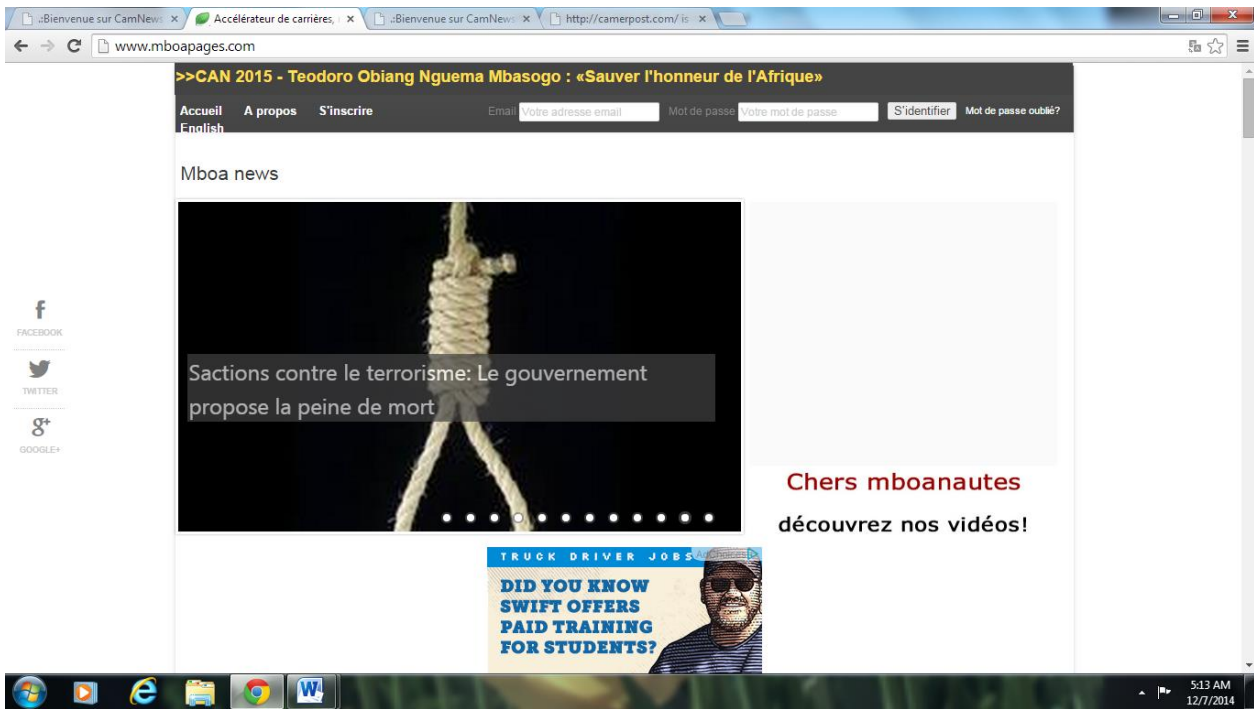 .:Bienvenue sur CamNews
Accélérateur de carrières,
.:Bienvenue sur CamNews
http://camerpost.com/ is
www.mboapages.com
>>CAN 2015 - Teodoro Obiang Nguema Mbasogo : «Sauver l'honneur de l'Afrique»
Accueil A propos S'inscrire Email Votre adresse email Mot de passe Votre mot de passe S'identifier Mot de passe oublié?
English
Mboa news
FACEBOOK
TWITTER
GOOGLE+
Sactions contre le terrorisme: Le gouvernement
propose la peine de mort
Chers mboanautes
découvrez nos vidéos!
TRUCK DRIVER JOBS AdChoices
DID YOU KNOW
SWIFT OFFERS
PAID TRAINING
FOR STUDENTS?
5:13 AM
12/7/2014